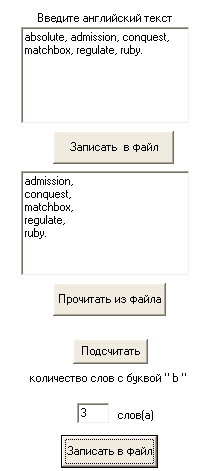 Введите английский текст
absolute, admission, conquest,
matchbox, regulate, ruby.
Записать в файл
admission,
conquest,
matchbox,
regulate,
ruby.
Прочитать из файла
Подсчитать
количество слов с буквой " b "
3 слов(а)
Записать в файл